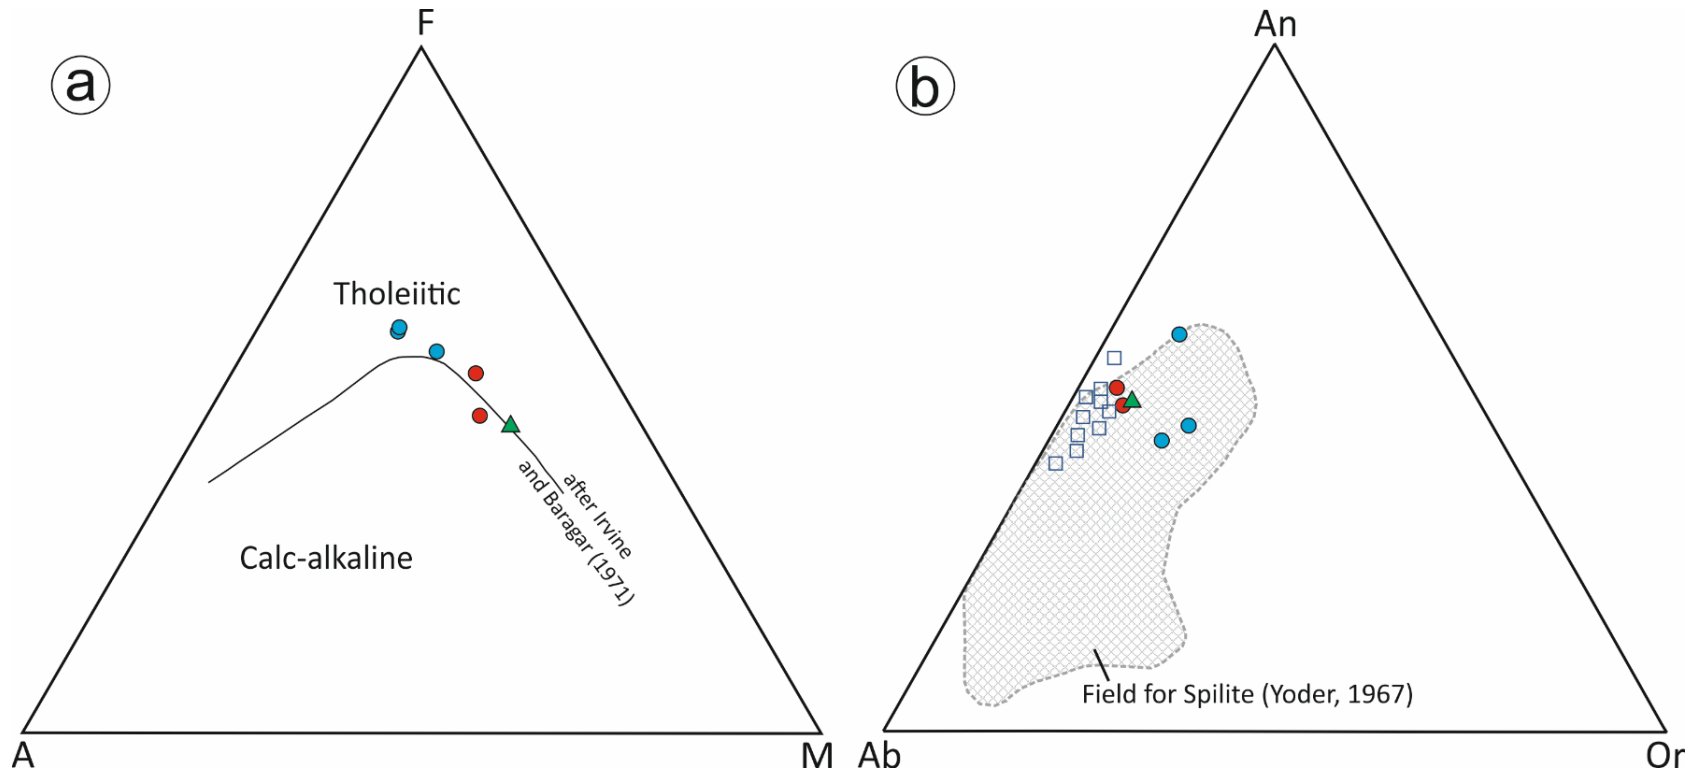 a
F
Tholeiitic
Calc-alkaline
after Irvine
and Baragar (1971)
A
M
b
An
Field for Spilite (Yoder, 1967)
Ab
Or